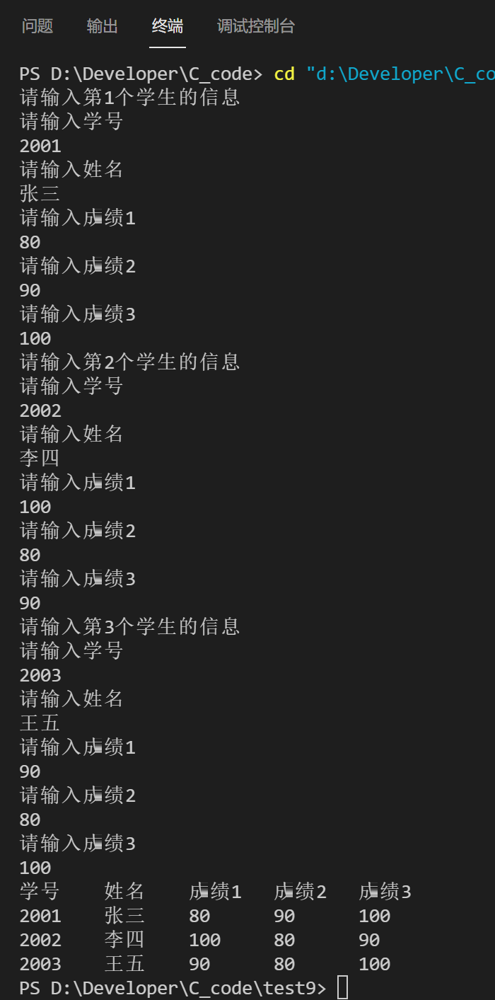 问题 输出 终端 调试控制台
PS D:\Developer\C_code> cd "d:\Developer\C_co
请输入第1个学生的信息
请输入学号
2001
请输入姓名
张三
请输入成绩1
80
请输入成绩2
90
请输入成绩3
100
请输入第2个学生的信息
请输入学号
2002
请输入姓名
李四
请输入成绩1
100
请输入成绩2
80
请输入成绩3
90
请输入第3个学生的信息
请输入学号
2003
请输入姓名
王五
请输入成绩1
90
请输入成绩2
80
请输入成绩3
100
学号 姓名 成绩1 成绩2 成绩3
2001 张三 80 90 100
2002 李四 100 80 90
2003 王五 90 80 100
PS D:\Developer\C_code\test9>